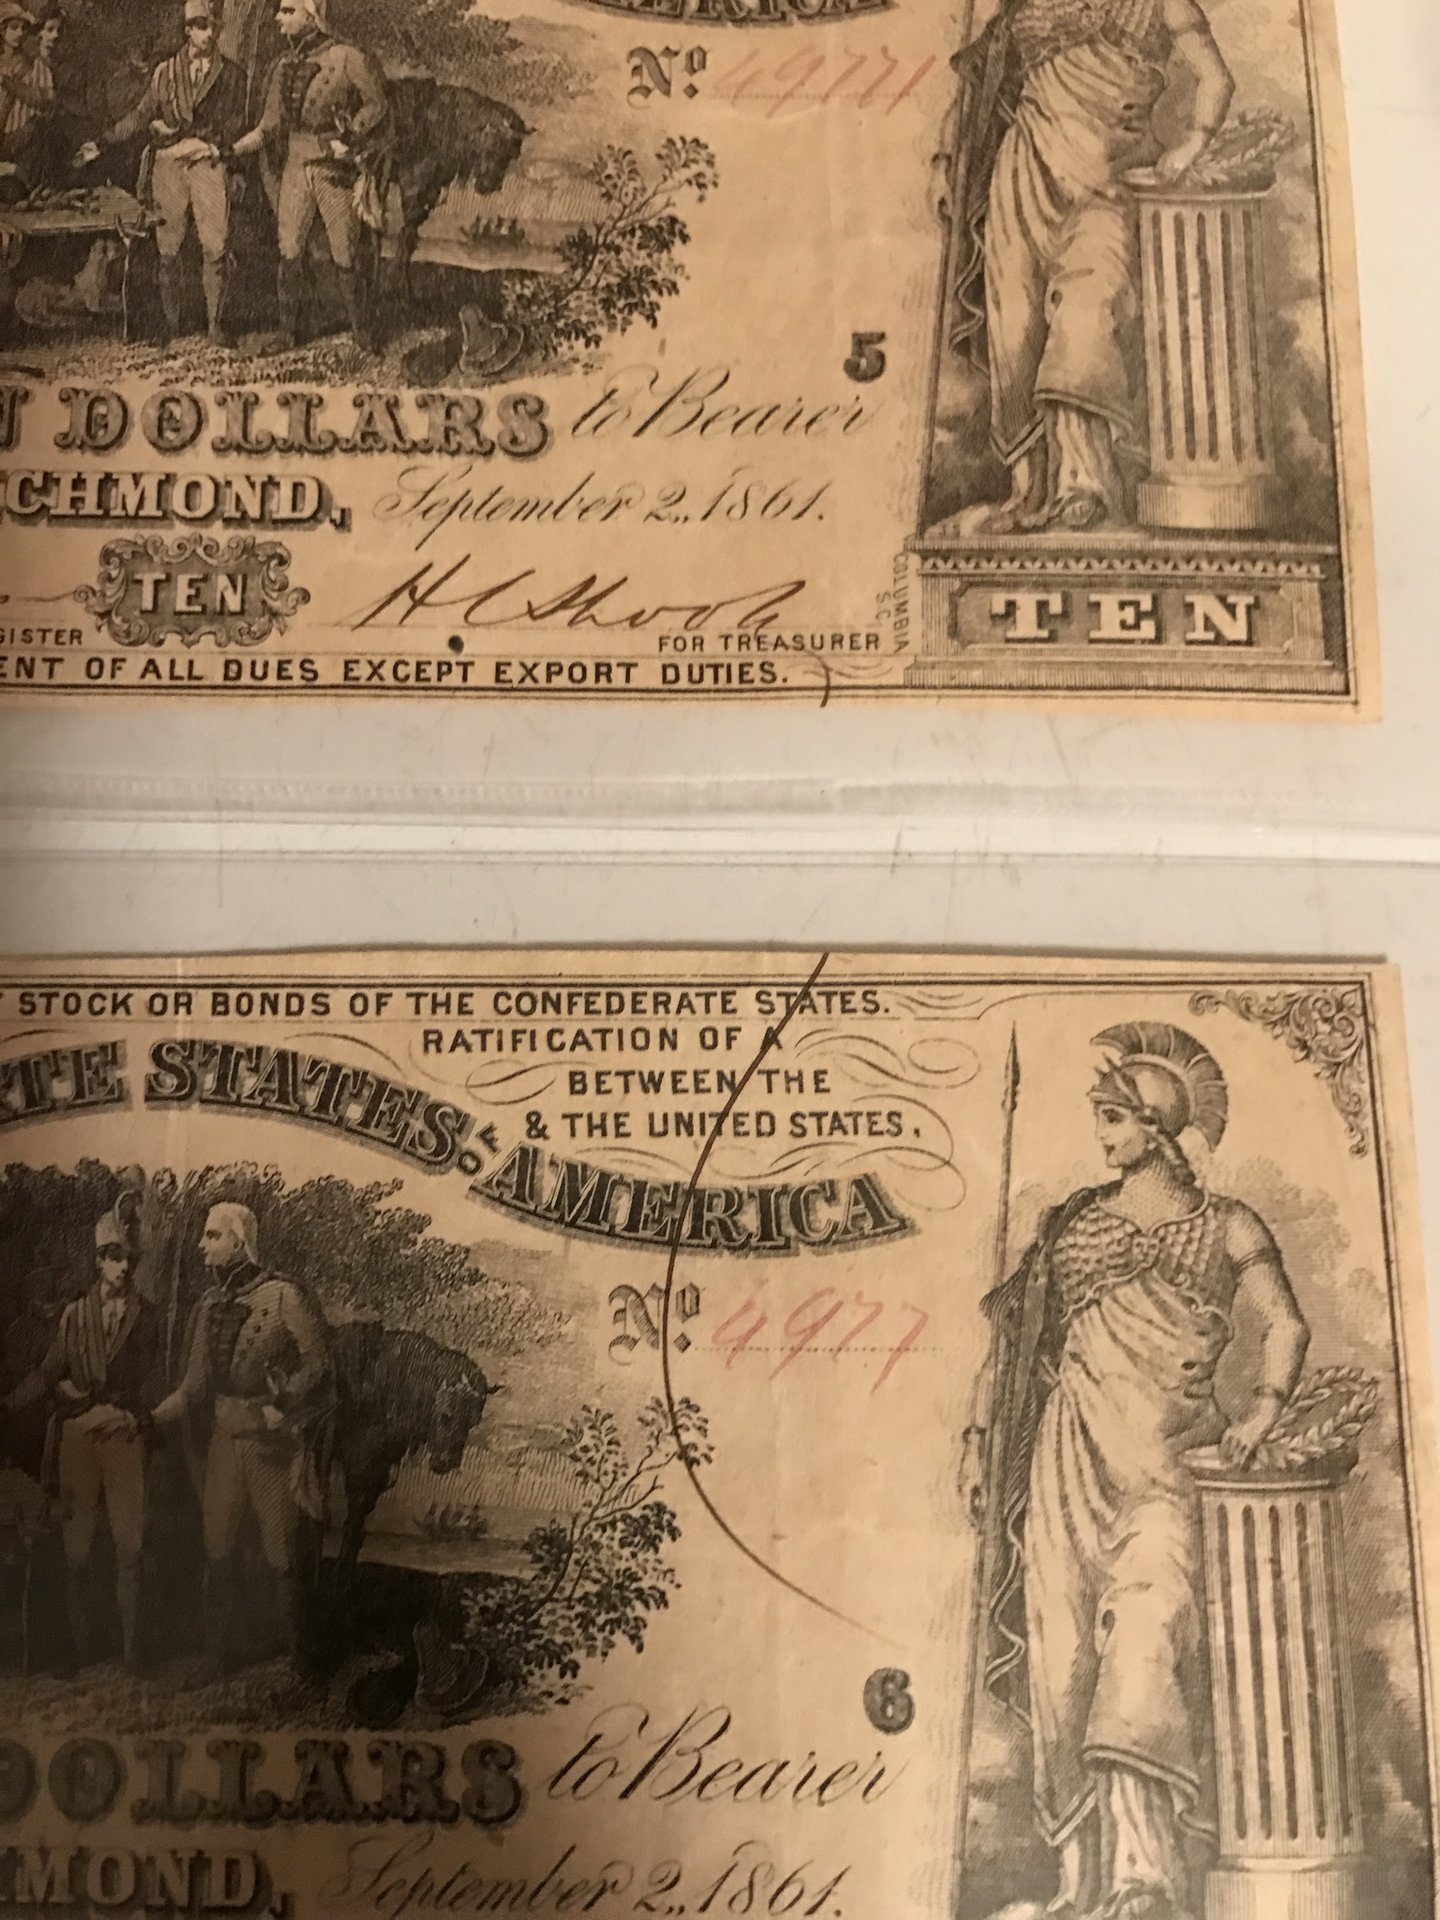 AMERICA
Nº 49771
5
N DOLLARS to Bearer
CHMOND, September 2,, 1861.
TEN
H C Shook
COLUMBIA S.C.
TEN
GISTER
FOR TREASURER
ENT OF ALL DUES EXCEPT EXPORT DUTIES.
STOCK OR BONDS OF THE CONFEDERATE STATES.
RATIFICATION OF A
BETWEEN THE
& THE UNITED STATES,
TE STATES OF AMERICA
Nº 4977
6
DOLLARS to Bearer
MOND, September 2,, 1861.